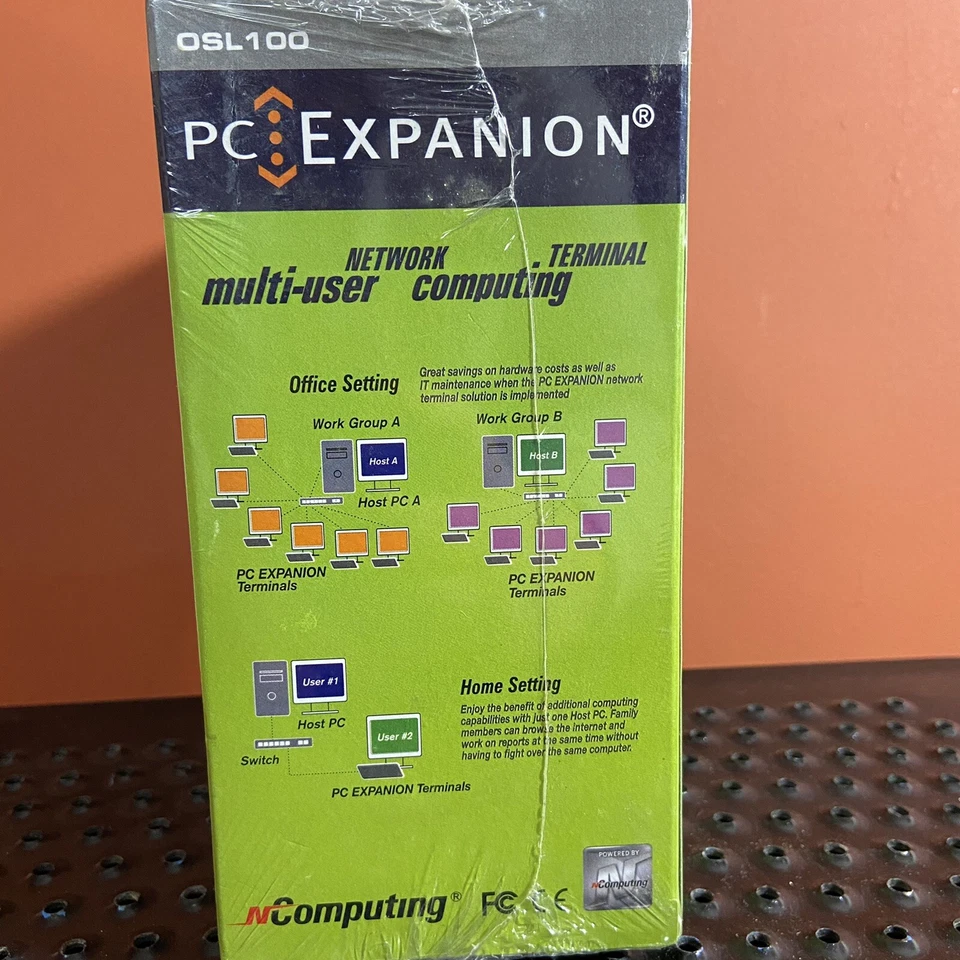 OSL100
PC EXPANION®
NETWORK TERMINAL
multi-user computing
Office Setting
Great savings on hardware costs as well as
IT maintenance when the PC EXPANION network
terminal solution is implemented
Work Group A
Host A
Host PC A
PC EXPANION
Terminals
Work Group B
Host B
PC EXPANION
Terminals
User #1
Host PC
Switch
User #2
PC EXPANION Terminals
Home Setting
Enjoy the benefit of additional computing
capabilities with just one Host PC. Family
members can browse the internet and
work on reports at the same time without
having to fight over the same computer.
NComputing®
FC CE
POWERED BY
NComputing